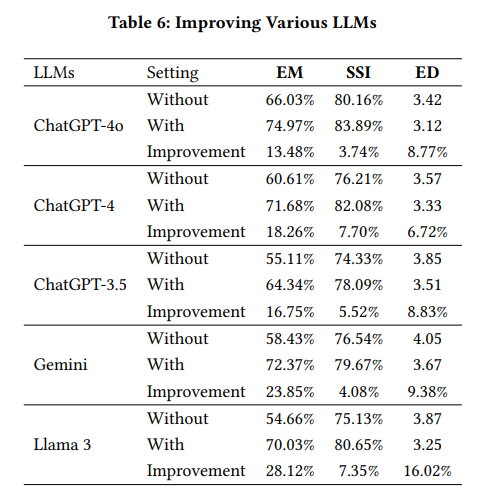 Table 6: Improving Various LLMs
LLMs Setting EM SSI ED
Without 66.03% 80.16% 3.42
ChatGPT-4o With 74.97% 83.89% 3.12
Improvement 13.48% 3.74% 8.77%
Without 60.61% 76.21% 3.57
ChatGPT-4 With 71.68% 82.08% 3.33
Improvement 18.26% 7.70% 6.72%
Without 55.11% 74.33% 3.85
ChatGPT-3.5 With 64.34% 78.09% 3.51
Improvement 16.75% 5.52% 8.83%
Without 58.43% 76.54% 4.05
Gemini With 72.37% 79.67% 3.67
Improvement 23.85% 4.08% 9.38%
Without 54.66% 75.13% 3.87
Llama 3 With 70.03% 80.65% 3.25
Improvement 28.12% 7.35% 16.02%